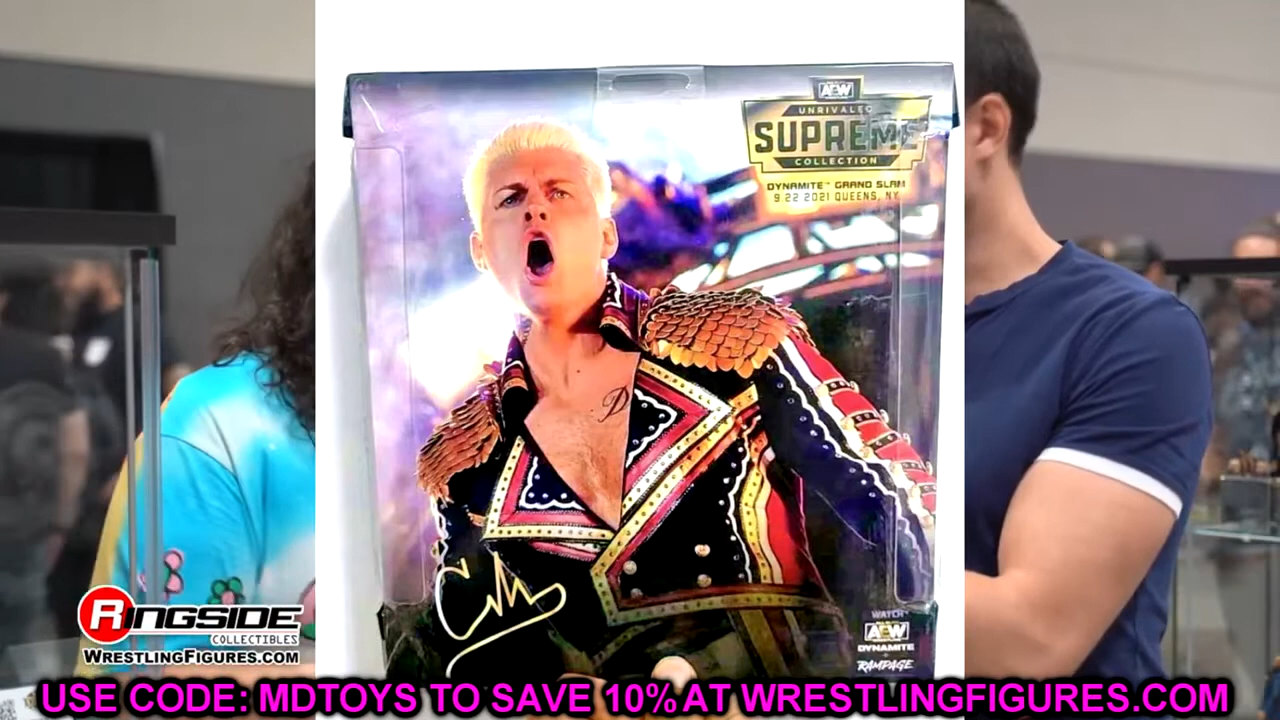 AEW
UNRIVALED
SUPREME
COLLECTION
DYNAMITE™ GRAND SLAM
9 22 2021 QUEENS, NY
D
WATCH
AEW
DYNAMITE
RAMPAGE
RINGSIDE
COLLECTIBLES
WRESTLINGFIGURES.COM
USE CODE: MDTOYS TO SAVE 10% AT WRESTLINGFIGURES.COM